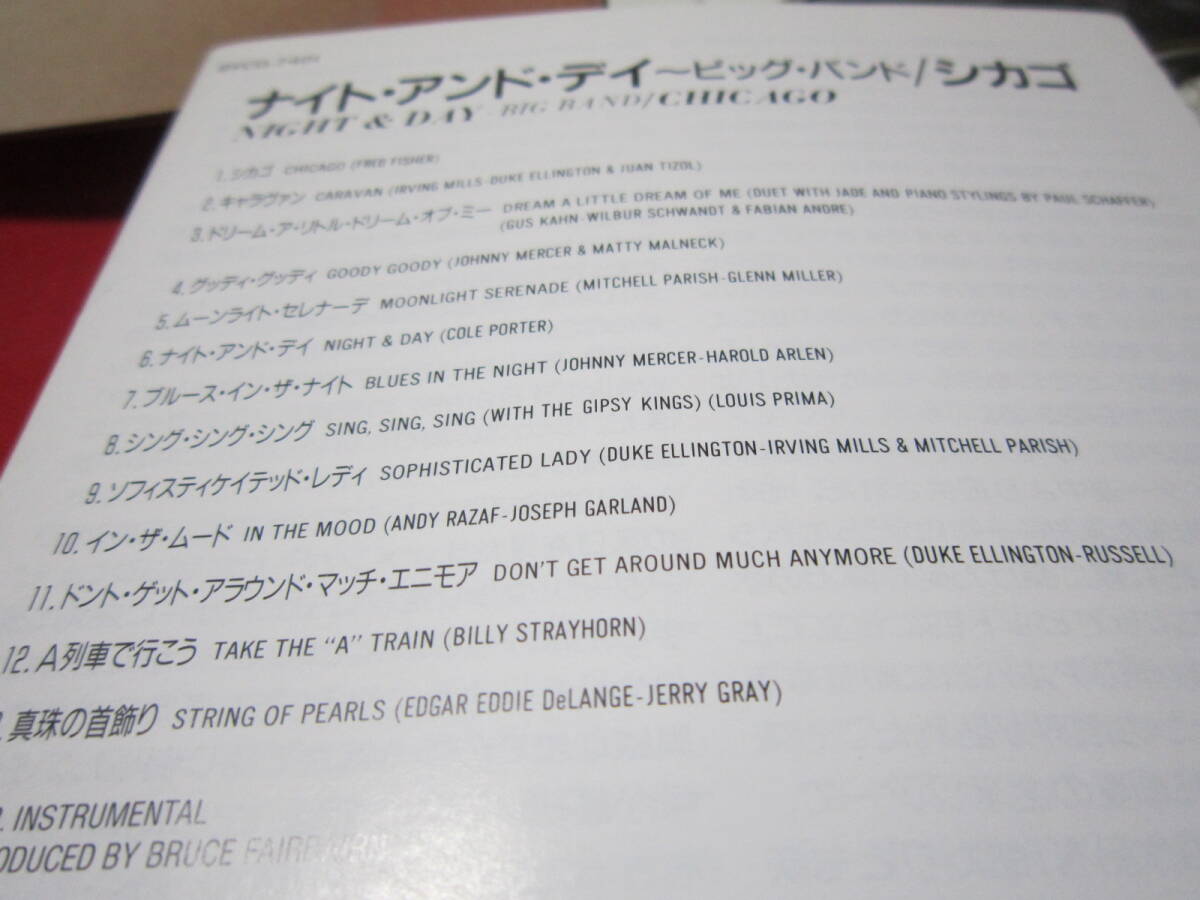 ナイト・アンド・デイ～ビッグ・バンド/シカゴ
NIGHT & DAY BIG BAND/CHICAGO
1.シカゴ CHICAGO (FRED FISHER)
2.キャラヴァン CARAVAN (IRVING MILLS-DUKE ELLINGTON & JUAN TIZOL)
3.ドリーム・ア・リトル・ドリーム・オブ・ミー DREAM A LITTLE DREAM OF ME (DUET WITH JADE AND PIANO STYLINGS BY PAUL SCHAFFER)
(GUS KAHN-WILBUR SCHWANDT & FABIAN ANDRE)
4.グッディ・グッディ GOODY GOODY (JOHNNY MERCER & MATTY MALNECK)
5.ムーンライト・セレナーデ MOONLIGHT SERENADE (MITCHELL PARISH-GLENN MILLER)
6.ナイト・アンド・デイ NIGHT & DAY (COLE PORTER)
7.ブルース・イン・ザ・ナイト BLUES IN THE NIGHT (JOHNNY MERCER-HAROLD ARLEN)
8.シング・シング・シング SING, SING, SING (WITH THE GIPSY KINGS) (LOUIS PRIMA)
9.ソフィスティケイテッド・レディ SOPHISTICATED LADY (DUKE ELLINGTON-IRVING MILLS & MITCHELL PARISH)
10.イン・ザ・ムード IN THE MOOD (ANDY RAZAF-JOSEPH GARLAND)
11.ドント・ゲット・アラウンド・マッチ・エニモア DON'T GET AROUND MUCH ANYMORE (DUKE ELLINGTON-RUSSELL)
12.A列車で行こう TAKE THE “A” TRAIN (BILLY STRAYHORN)
真珠の首飾り STRING OF PEARLS (EDGAR EDDIE DeLANGE-JERRY GRAY)
INSTRUMENTAL
ODUCED BY BRUCE FAIRBAIRN